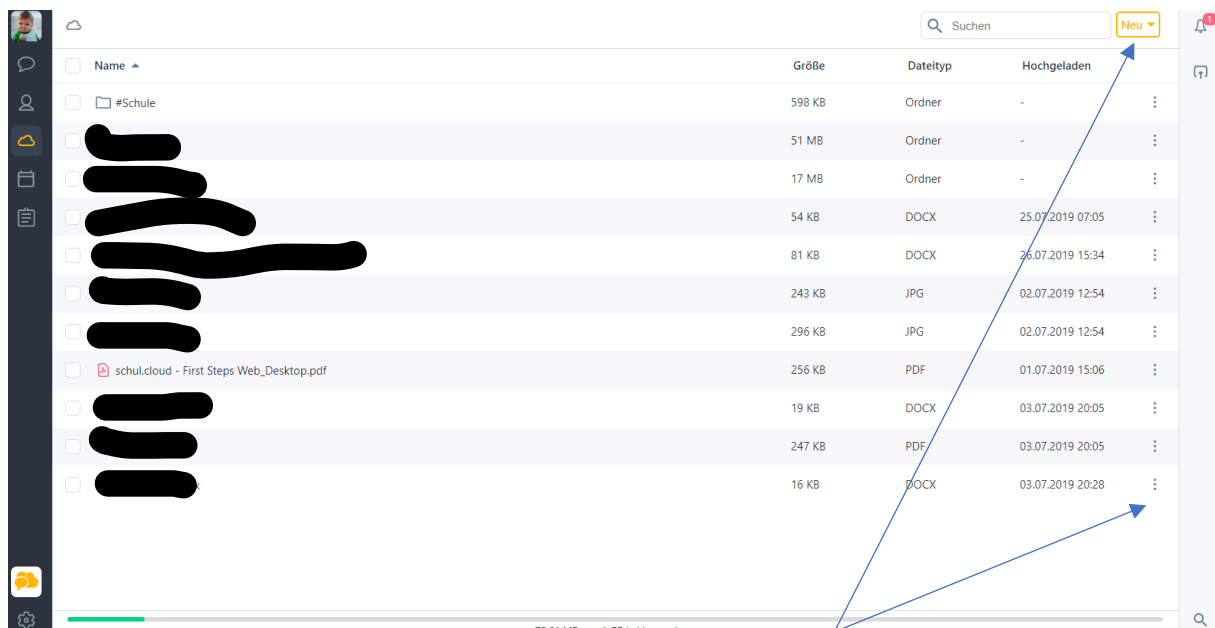 Suchen
Neu
1
Name Größe Dateityp Hochgeladen
#Schule 598 KB Ordner -
51 MB Ordner -
17 MB Ordner -
54 KB DOCX 25.07.2019 07:05
81 KB DOCX 26.07.2019 15:34
243 KB JPG 02.07.2019 12:54
296 KB JPG 02.07.2019 12:54
schul.cloud - First Steps Web_Desktop.pdf 256 KB PDF 01.07.2019 15:06
19 KB DOCX 03.07.2019 20:05
247 KB PDF 03.07.2019 20:05
16 KB DOCX 03.07.2019 20:28